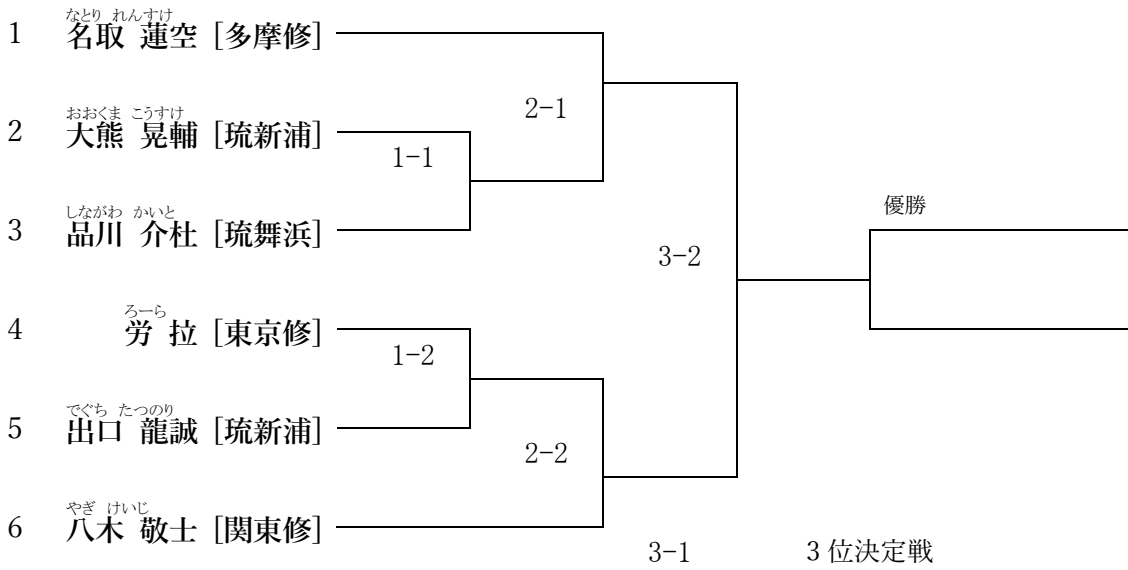 なとり れんすけ
1 名取 蓮空 [多摩修]
2-1
おおくま こうすけ
2 大熊 晃輔 [琉新浦]
1-1
しながわ かいと
3 品川 介杜 [琉舞浜]
優勝
3-2
ろーら
4 労 拉 [東京修]
1-2
でぐち たつのり
5 出口 龍誠 [琉新浦]
2-2
やぎ けいじ
6 八木 敬士 [関東修]
3-1 3位決定戦